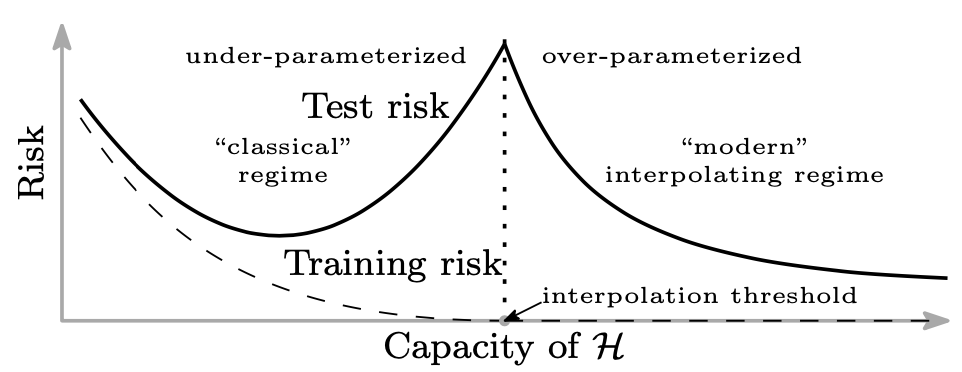 under-parameterized
over-parameterized
Test risk
“classical”
regime
“modern”
interpolating regime
Risk
Training risk
interpolation threshold
Capacity of ℋ